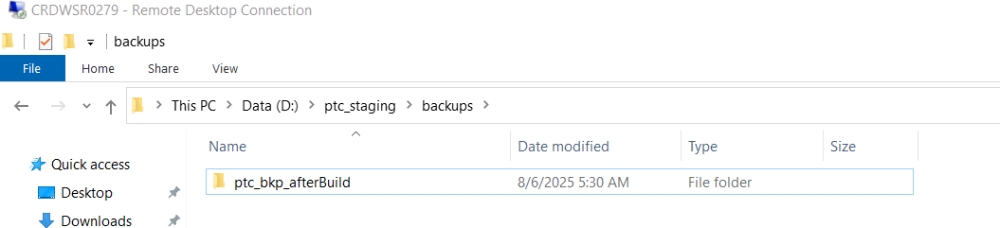 CRDWSR0279 - Remote Desktop Connection
backups
File Home Share View
This PC Data (D:) ptc_staging backups
Name Date modified Type Size
Quick access
ptc_bkp_afterBuild 8/6/2025 5:30 AM File folder
Desktop
Downloads